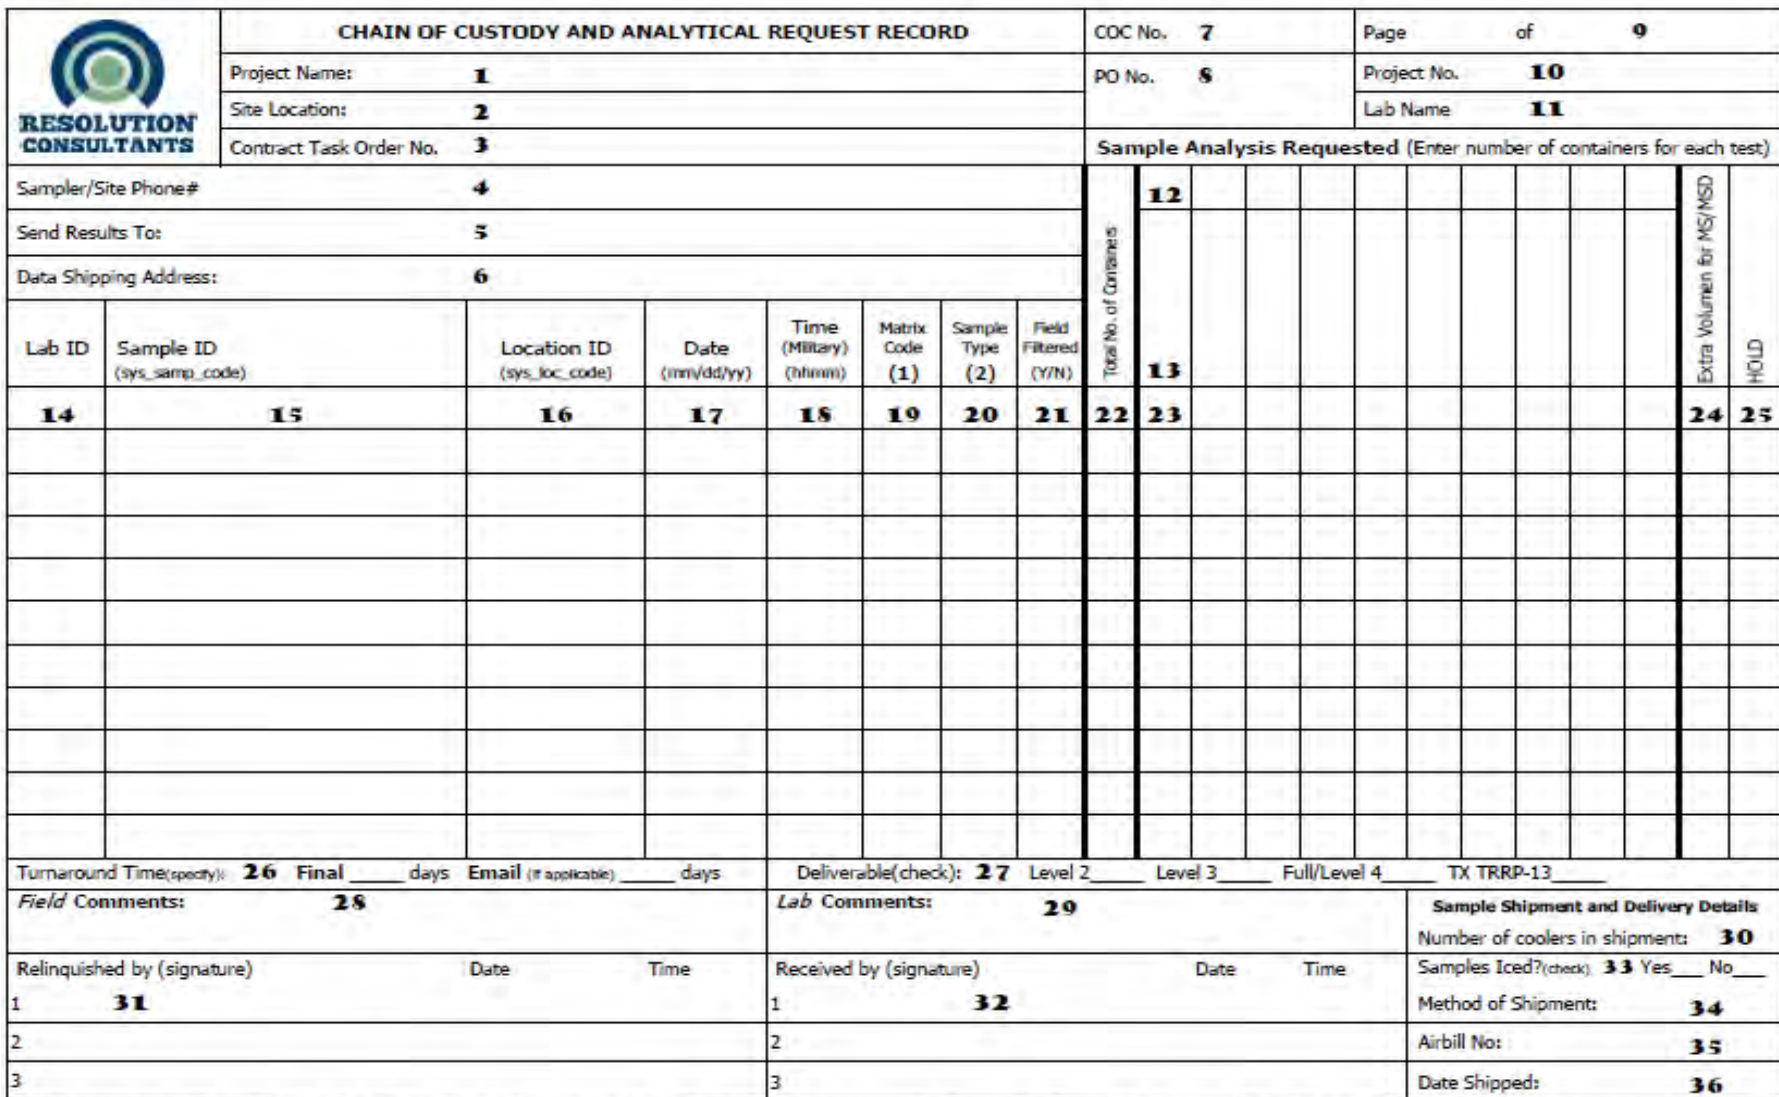 RESOLUTION
CONSULTANTS
CHAIN OF CUSTODY AND ANALYTICAL REQUEST RECORD
COC No. 7
Page of 9
Project Name: 1
PO No. 8
Project No. 10
Site Location: 2
Lab Name 11
Contract Task Order No. 3
Sample Analysis Requested (Enter number of containers for each test)
Sampler/Site Phone# 4
Send Results To: 5
Data Shipping Address: 6
Total No. of Containers
12
13
Extra Volumen for MS/MSD
HOLD
Lab ID
Sample ID
(sys_samp_code)
Location ID
(sys_loc_code)
Date
(mm/dd/yy)
Time
(Military)
(hhmm)
Matrix
Code
(1)
Sample
Type
(2)
Field
Filtered
(Y/N)
14 15 16 17 18 19 20 21 22 23 24 25
Turnaround Time(specify): 26 Final _____ days Email (if applicable) _____ days
Deliverable(check): 27 Level 2_____ Level 3_____ Full/Level 4_____ TX TRRP-13_____
Field Comments: 28
Lab Comments: 29
Sample Shipment and Delivery Details
Number of coolers in shipment: 30
Relinquished by (signature) Date Time
Received by (signature) Date Time
Samples Iced?(check) 33 Yes___ No___
1 31
1 32
Method of Shipment: 34
2
2
Airbill No: 35
3
3
Date Shipped: 36